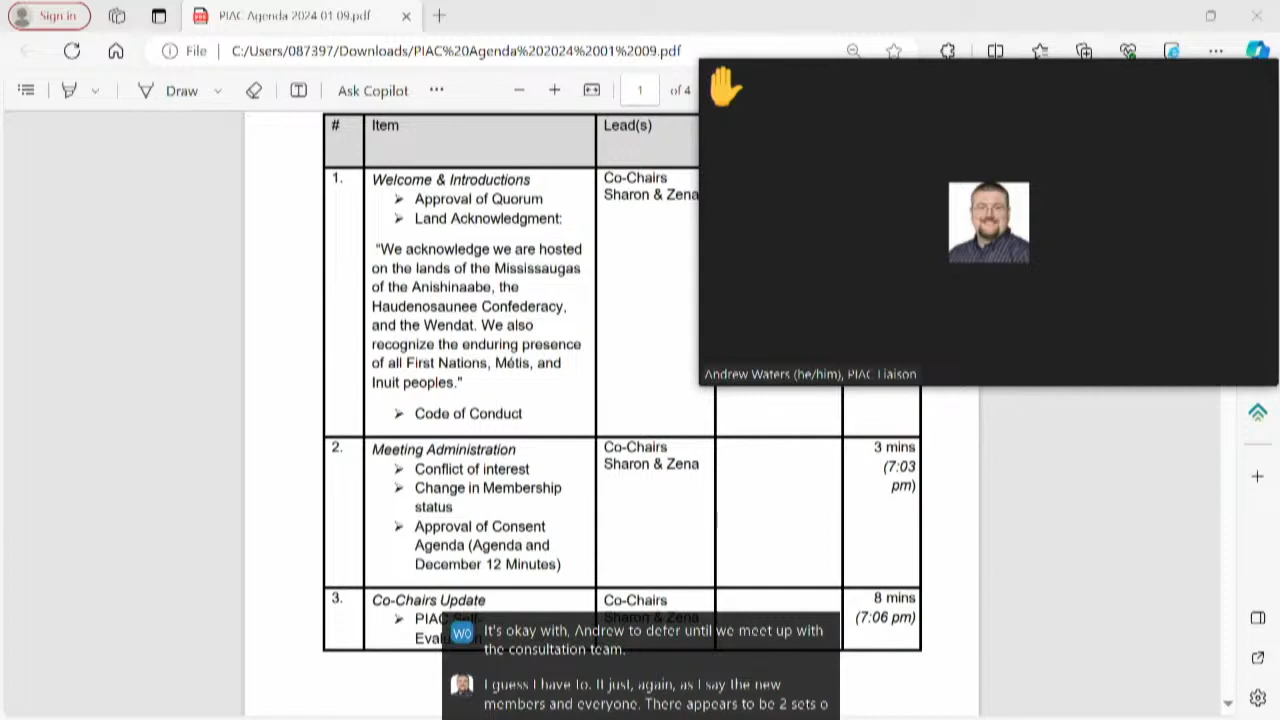 Sign in
PIAC Agenda 2024 01 09.pdf
File
C:/Users/087397/Downloads/PIAC%20Agenda%202024%2001%2009.pdf
Draw
Ask Copilot
1 of 4
# Item Lead(s)
1. Welcome & Introductions Co-Chairs
Sharon & Zena
➢ Approval of Quorum
➢ Land Acknowledgment:
"We acknowledge we are hosted
on the lands of the Mississaugas
of the Anishinaabe, the
Haudenosaunee Confederacy,
and the Wendat. We also
recognize the enduring presence
of all First Nations, Métis, and
Inuit peoples."
➢ Code of Conduct
Andrew Waters (he/him), PIAC Liaison
2. Meeting Administration Co-Chairs 3 mins
Sharon & Zena (7:03
pm)
➢ Conflict of interest
➢ Change in Membership
status
➢ Approval of Consent
Agenda (Agenda and
December 12 Minutes)
3. Co-Chairs Update Co-Chairs 8 mins
Sharon & Zena (7:06 pm)
➢ PIAC Self-
WO
It's okay with, Andrew to defer until we meet up with
the consultation team.
I guess I have to. II just, again, as I say the new
members and everyone. There appears to be 2 sets o